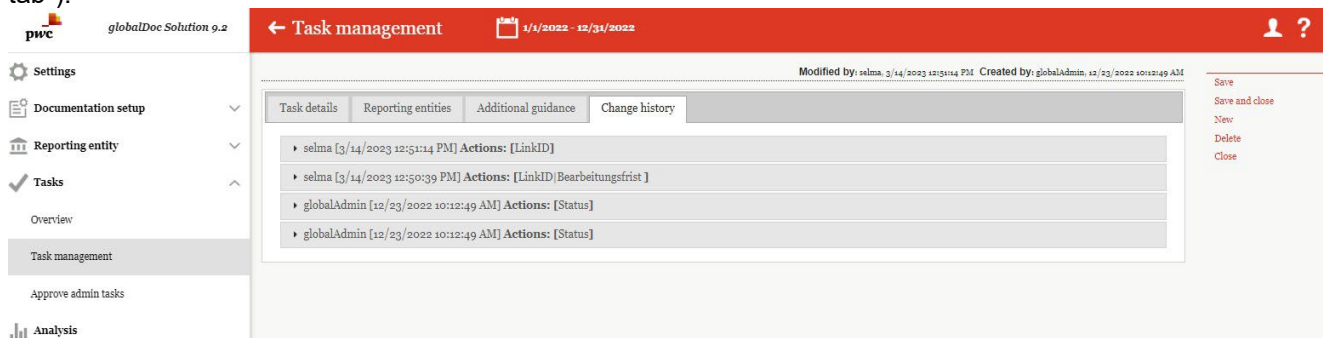 tab ).
pwc
globalDoc Solution 9.2
← Task management
1/1/2022 - 12/31/2022
?
Modified by: selma, 3/14/2023 12:51:14 PM Created by: globalAdmin, 12/23/2022 10:12:49 AM
Settings
Documentation setup
Reporting entity
Tasks
Overview
Task management
Approve admin tasks
Analysis
Task details
Reporting entities
Additional guidance
Change history
selma [3/14/2023 12:51:14 PM] Actions: [LinkID]
selma [3/14/2023 12:50:39 PM] Actions: [LinkID|Bearbeitungsfrist ]
globalAdmin [12/23/2022 10:12:49 AM] Actions: [Status]
globalAdmin [12/23/2022 10:12:49 AM] Actions: [Status]
Save
Save and close
New
Delete
Close